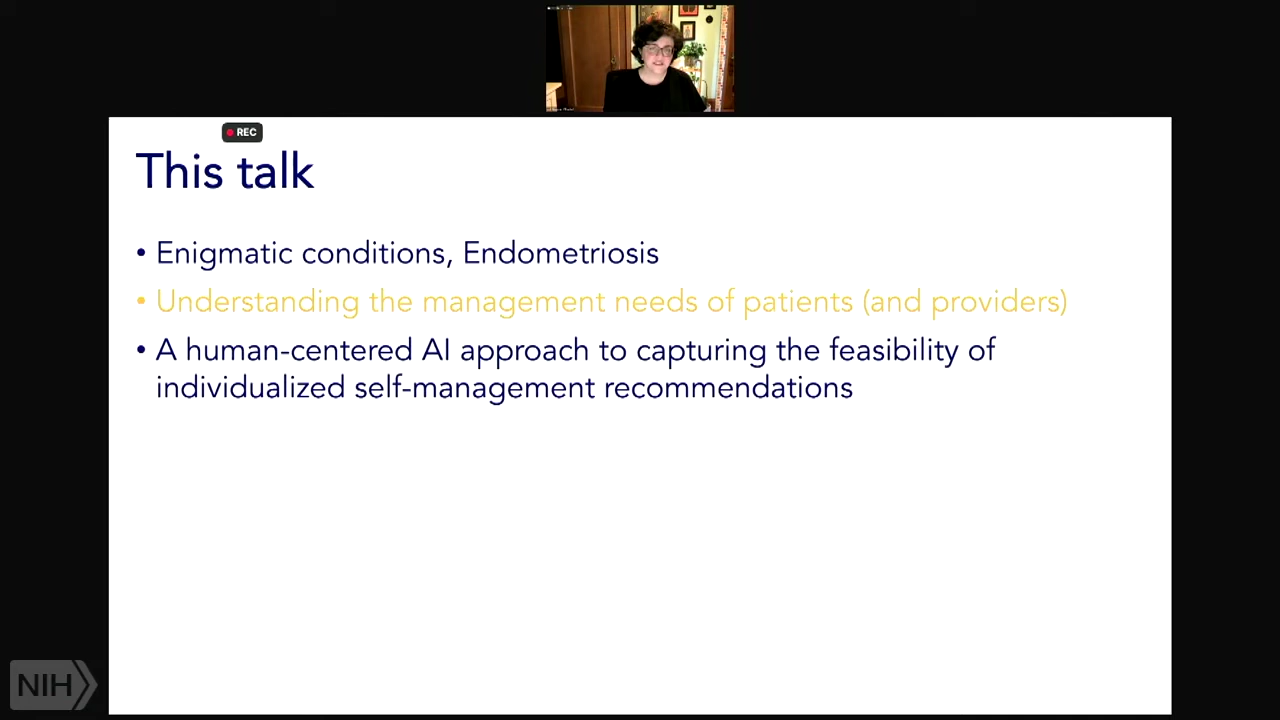 REC
This talk
• Enigmatic conditions, Endometriosis
• Understanding the management needs of patients (and providers)
• A human-centered AI approach to capturing the feasibility of
individualized self-management recommendations
NIH